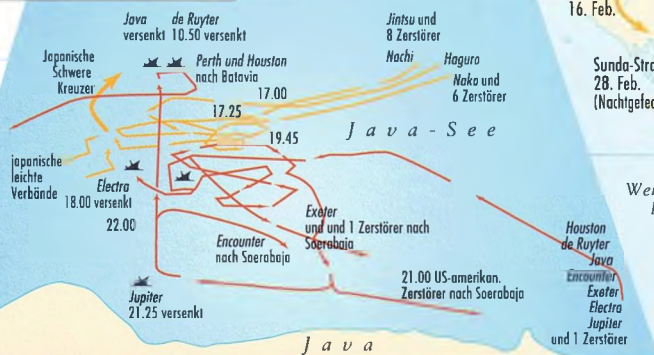 Java
versenkt
de Ruyter
10.50 versenkt
16. Feb.
Jintsu und
8 Zerstörer
Nachi
Haguro
Naka und
6 Zerstörer
Japanische
Schwere
Kreuzer
Perth und Houston
nach Batavia
17.00
17.25
19.45
Sunda-Stra
28. Feb.
(Nachtgefec
Java-See
japanische
leichte
Verbände
Electra
18.00 versenkt
22.00
Exeter
und und 1 Zerstörer nach
Soerabaja
Encounter
nach Soerabaja
Wei
Houston
de Ruyter
Java
Encounter
Exeter
Electra
Jupiter
und 1 Zerstörer
21.00 US-amerikan.
Zerstörer nach Soerabaja
Jupiter
21.25 versenkt
Java